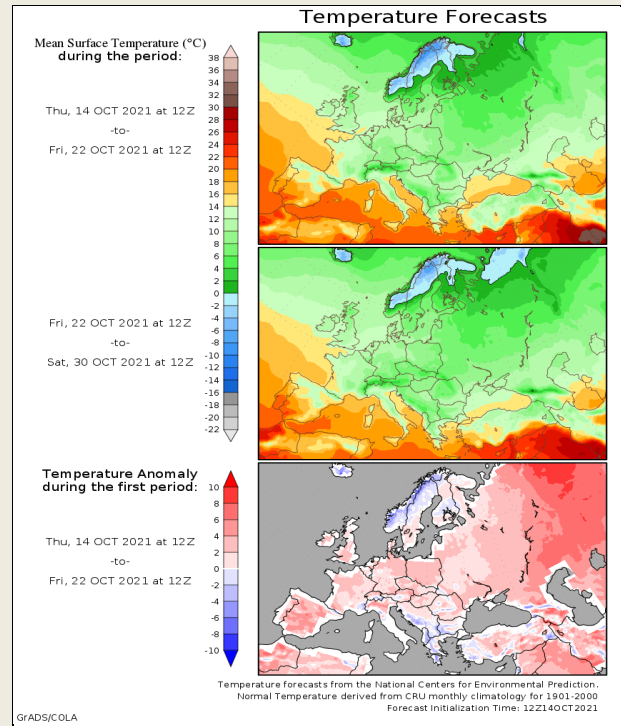 Temperature Forecasts
Mean Surface Temperature (°C)
during the period:
38
36
34
32
30
28
26
24
22
20
18
16
14
12
10
8
6
4
2
0
-2
-4
-6
-8
-10
-12
-14
-16
-18
-20
-22
Thu, 14 OCT 2021 at 12Z
-to-
Fri, 22 OCT 2021 at 12Z
Fri, 22 OCT 2021 at 12Z
-to-
Sat, 30 OCT 2021 at 12Z
Temperature Anomaly
during the first period:
10
8
6
4
2
0
-2
-4
-6
-8
-10
Thu, 14 OCT 2021 at 12Z
-to-
Fri, 22 OCT 2021 at 12Z
Temperature forecasts from the National Centers for Environmental Prediction.
Normal Temperature derived from CRU monthly climatology for 1901-2000
Forecast Initialization Time: 12Z14OCT2021
GrADS/COLA